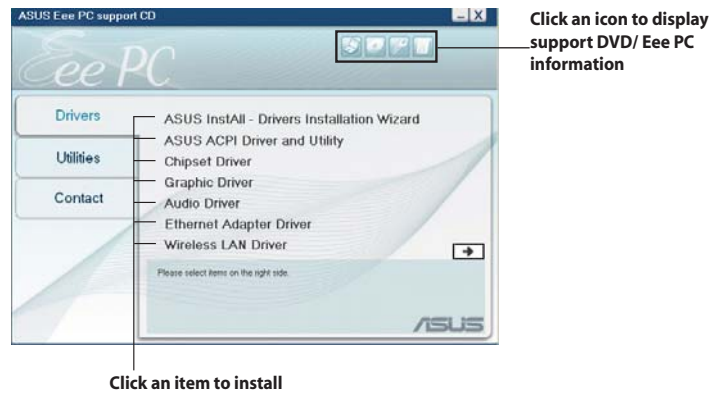 ASUS Eee PC support CD
Click an icon to display
support DVD/ Eee PC
information
Eee PC
Drivers
Utilities
Contact
ASUS InstAll - Drivers Installation Wizard
ASUS ACPI Driver and Utility
Chipset Driver
Graphic Driver
Audio Driver
Ethernet Adapter Driver
Wireless LAN Driver
Please select items on the right side.
ASUS
Click an item to install